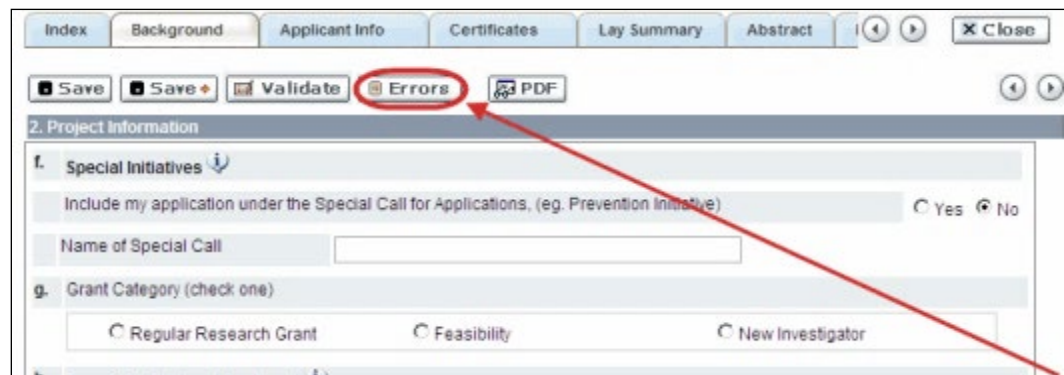 Index Background Applicant Info Certificates Lay Summary Abstract Close
Save Save Validate Errors PDF
2. Project Information
f. Special Initiatives
Include my application under the Special Call for Applications, (eg. Prevention Initiative) Yes No
Name of Special Call
g. Grant Category (check one)
Regular Research Grant Feasibility New Investigator